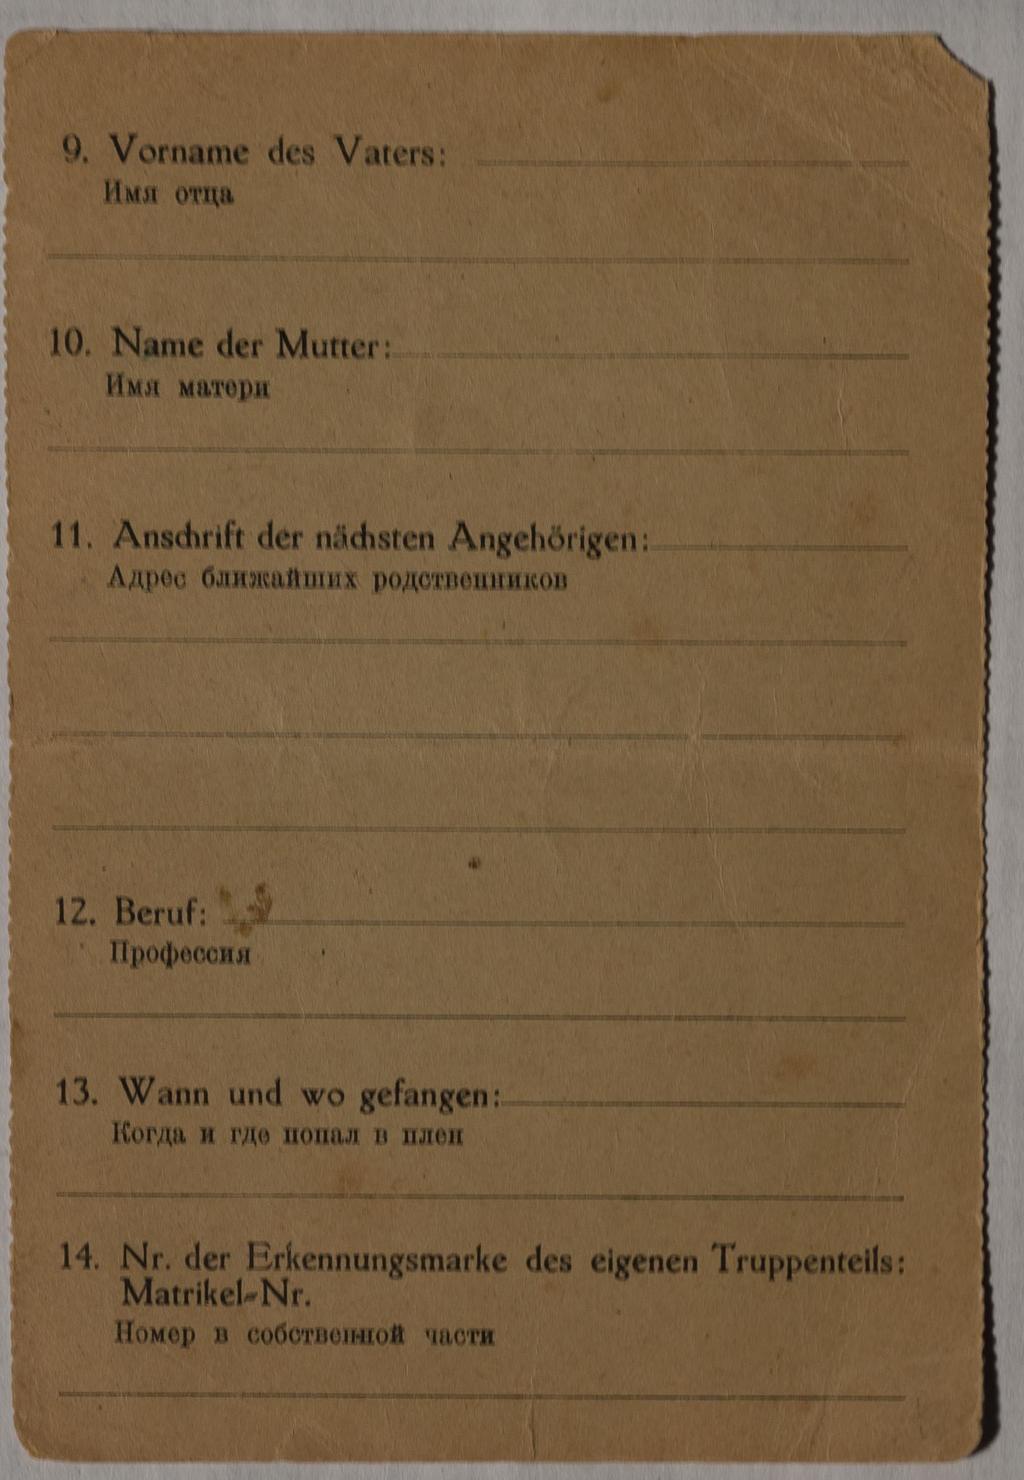 9. Vorname des Vaters:
Имя отца
10. Name der Mutter:
Имя матери
11. Anschrift der nächsten Angehörigen:
Адрес ближайших родственников
12. Beruf:
Профессия
13. Wann und wo gefangen:
Когда и где попал в плен
14. Nr. der Erkennungsmarke des eigenen Truppenteils:
Matrikel-Nr.
Номер в собственной части